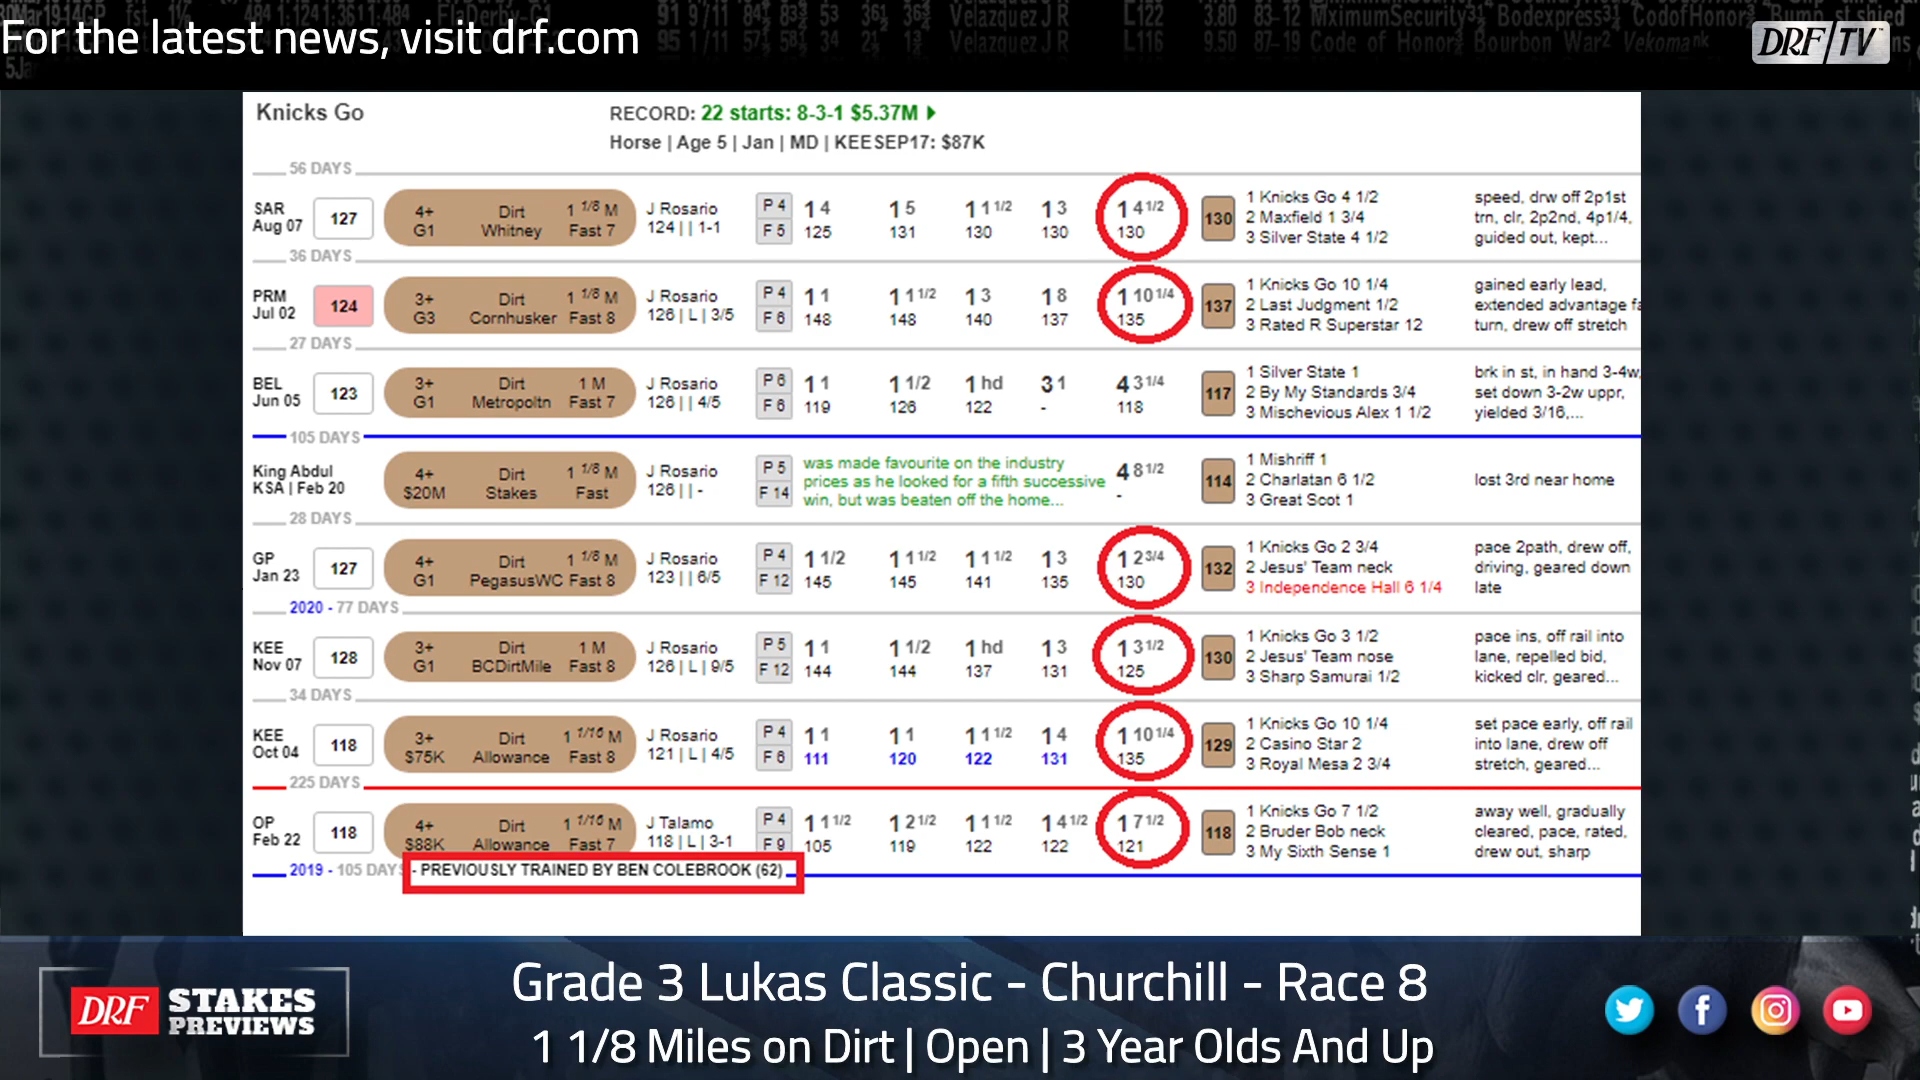 For the latest news, visit drf.com
DRF TV
Knicks Go
RECORD: 22 starts: 8-3-1 $5.37M
Horse | Age 5 | Jan | MD | KEESEP17: $87K
56 DAYS
SAR Aug 07 127 4+ G1 Dirt Whitney 1 1/8 M Fast 7 J Rosario 124 | | 1-1 P 4 F 5 1 4 125 1 5 131 1 1 1/2 130 1 3 130 1 4 1/2 130 130
1 Knicks Go 4 1/2
2 Maxfield 1 3/4
3 Silver State 4 1/2
speed, drw off 2p1st
trn, clr, 2p2nd, 4p1/4,
guided out, kept...
36 DAYS
PRM Jul 02 124 3+ G3 Dirt Cornhusker 1 1/8 M Fast 8 J Rosario 126 | L | 3/5 P 4 F 6 1 1 148 1 1 1/2 148 1 3 140 1 8 137 1 10 1/4 135 137
1 Knicks Go 10 1/4
2 Last Judgment 1/2
3 Rated R Superstar 12
gained early lead,
extended advantage fa
turn, drew off stretch
27 DAYS
BEL Jun 05 123 3+ G1 Dirt Metropoltn 1 M Fast 7 J Rosario 126 | | 4/5 P 6 F 6 1 1 119 1 1/2 126 1 hd 122 3 1 - 4 3 1/4 118 117
1 Silver State 1
2 By My Standards 3/4
3 Mischevious Alex 1 1/2
brk in st, in hand 3-4w,
set down 3-2w uppr,
yielded 3/16,...
105 DAYS
King Abdul KSA | Feb 20 4+ $20M Dirt Stakes 1 1/8 M Fast J Rosario 126 | | - P 5 F 14
was made favourite on the industry
prices as he looked for a fifth successive
win, but was beaten off the home...
4 8 1/2 - 114
1 Mishriff 1
2 Charlatan 6 1/2
3 Great Scot 1
lost 3rd near home
28 DAYS
GP Jan 23 127 4+ G1 Dirt PegasusWC 1 1/8 M Fast 8 J Rosario 123 | | 6/5 P 4 F 12 1 1/2 145 1 1 1/2 145 1 1 1/2 141 1 3 135 1 2 3/4 130 132
1 Knicks Go 2 3/4
2 Jesus' Team neck
3 Independence Hall 6 1/4
pace 2path, drew off,
driving, geared down
late
2020 - 77 DAYS
KEE Nov 07 128 3+ G1 Dirt BCDirtMile 1 M Fast 8 J Rosario 126 | L | 9/5 P 5 F 12 1 1 144 1 1/2 144 1 hd 137 1 3 131 1 3 1/2 125 130
1 Knicks Go 3 1/2
2 Jesus' Team nose
3 Sharp Samurai 1/2
pace ins, off rail into
lane, repelled bid,
kicked clr, geared...
34 DAYS
KEE Oct 04 118 3+ $75K Dirt Allowance 1 1/16 M Fast 8 J Rosario 121 | L | 4/5 P 4 F 6 1 1 111 1 1 120 1 1 1/2 122 1 4 131 1 10 1/4 135 129
1 Knicks Go 10 1/4
2 Casino Star 2
3 Royal Mesa 2 3/4
set pace early, off rail
into lane, drew off
stretch, geared...
225 DAYS
OP Feb 22 118 4+ $88K Dirt Allowance 1 1/16 M Fast 7 J Talamo 118 | L | 3-1 P 4 F 9 1 1 1/2 105 1 2 1/2 119 1 1 1/2 122 1 4 1/2 122 1 7 1/2 121 118
1 Knicks Go 7 1/2
2 Bruder Bob neck
3 My Sixth Sense 1
away well, gradually
cleared, pace, rated,
drew out, sharp
2019 - 105 DAYS - PREVIOUSLY TRAINED BY BEN COLEBROOK (62)
DRF STAKES PREVIEWS
Grade 3 Lukas Classic - Churchill - Race 8
1 1/8 Miles on Dirt | Open | 3 Year Olds And Up